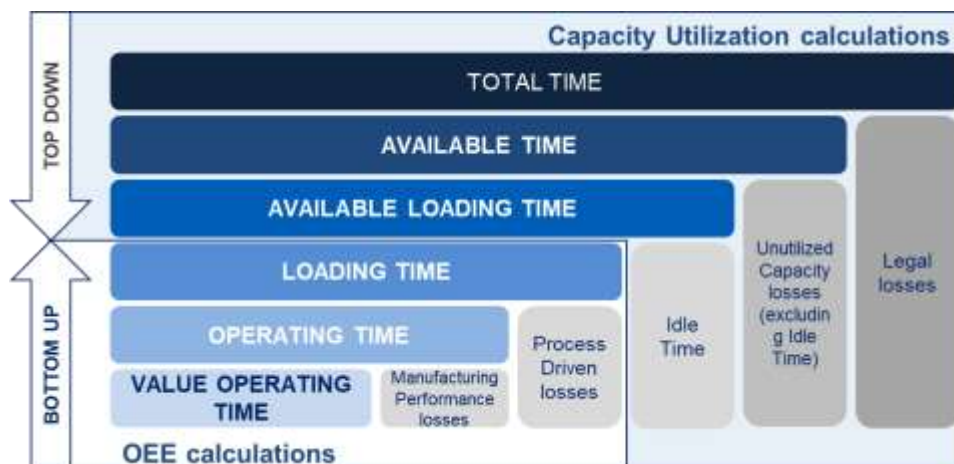 Capacity Utilization calculations
TOP DOWN
TOTAL TIME
AVAILABLE TIME
AVAILABLE LOADING TIME
LOADING TIME
OPERATING TIME
VALUE OPERATING
TIME
Manufacturing
Performance
losses
Process
Driven
losses
Idle
Time
Unutilized
Capacity
losses
(excludin
g Idle
Time)
Legal
losses
BOTTOM UP
OEE calculations